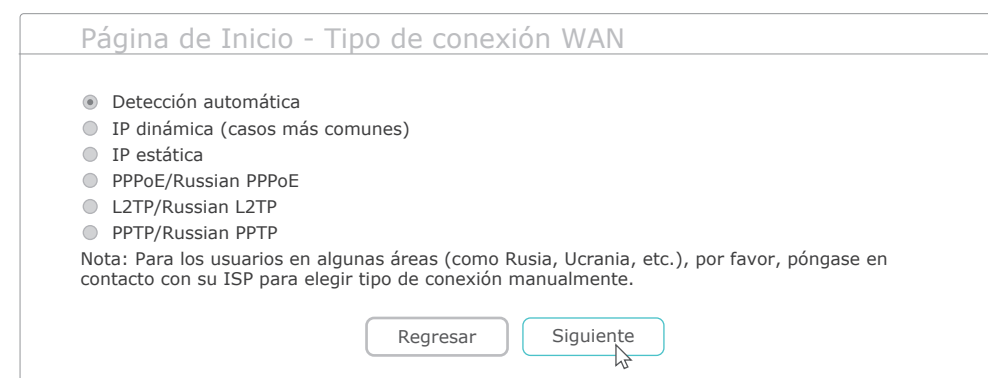 Página de Inicio - Tipo de conexión WAN
Detección automática
IP dinámica (casos más comunes)
IP estática
PPPoE/Russian PPPoE
L2TP/Russian L2TP
PPTP/Russian PPTP
Nota: Para los usuarios en algunas áreas (como Rusia, Ucrania, etc.), por favor, póngase en
contacto con su ISP para elegir tipo de conexión manualmente.
Regresar
Siguiente